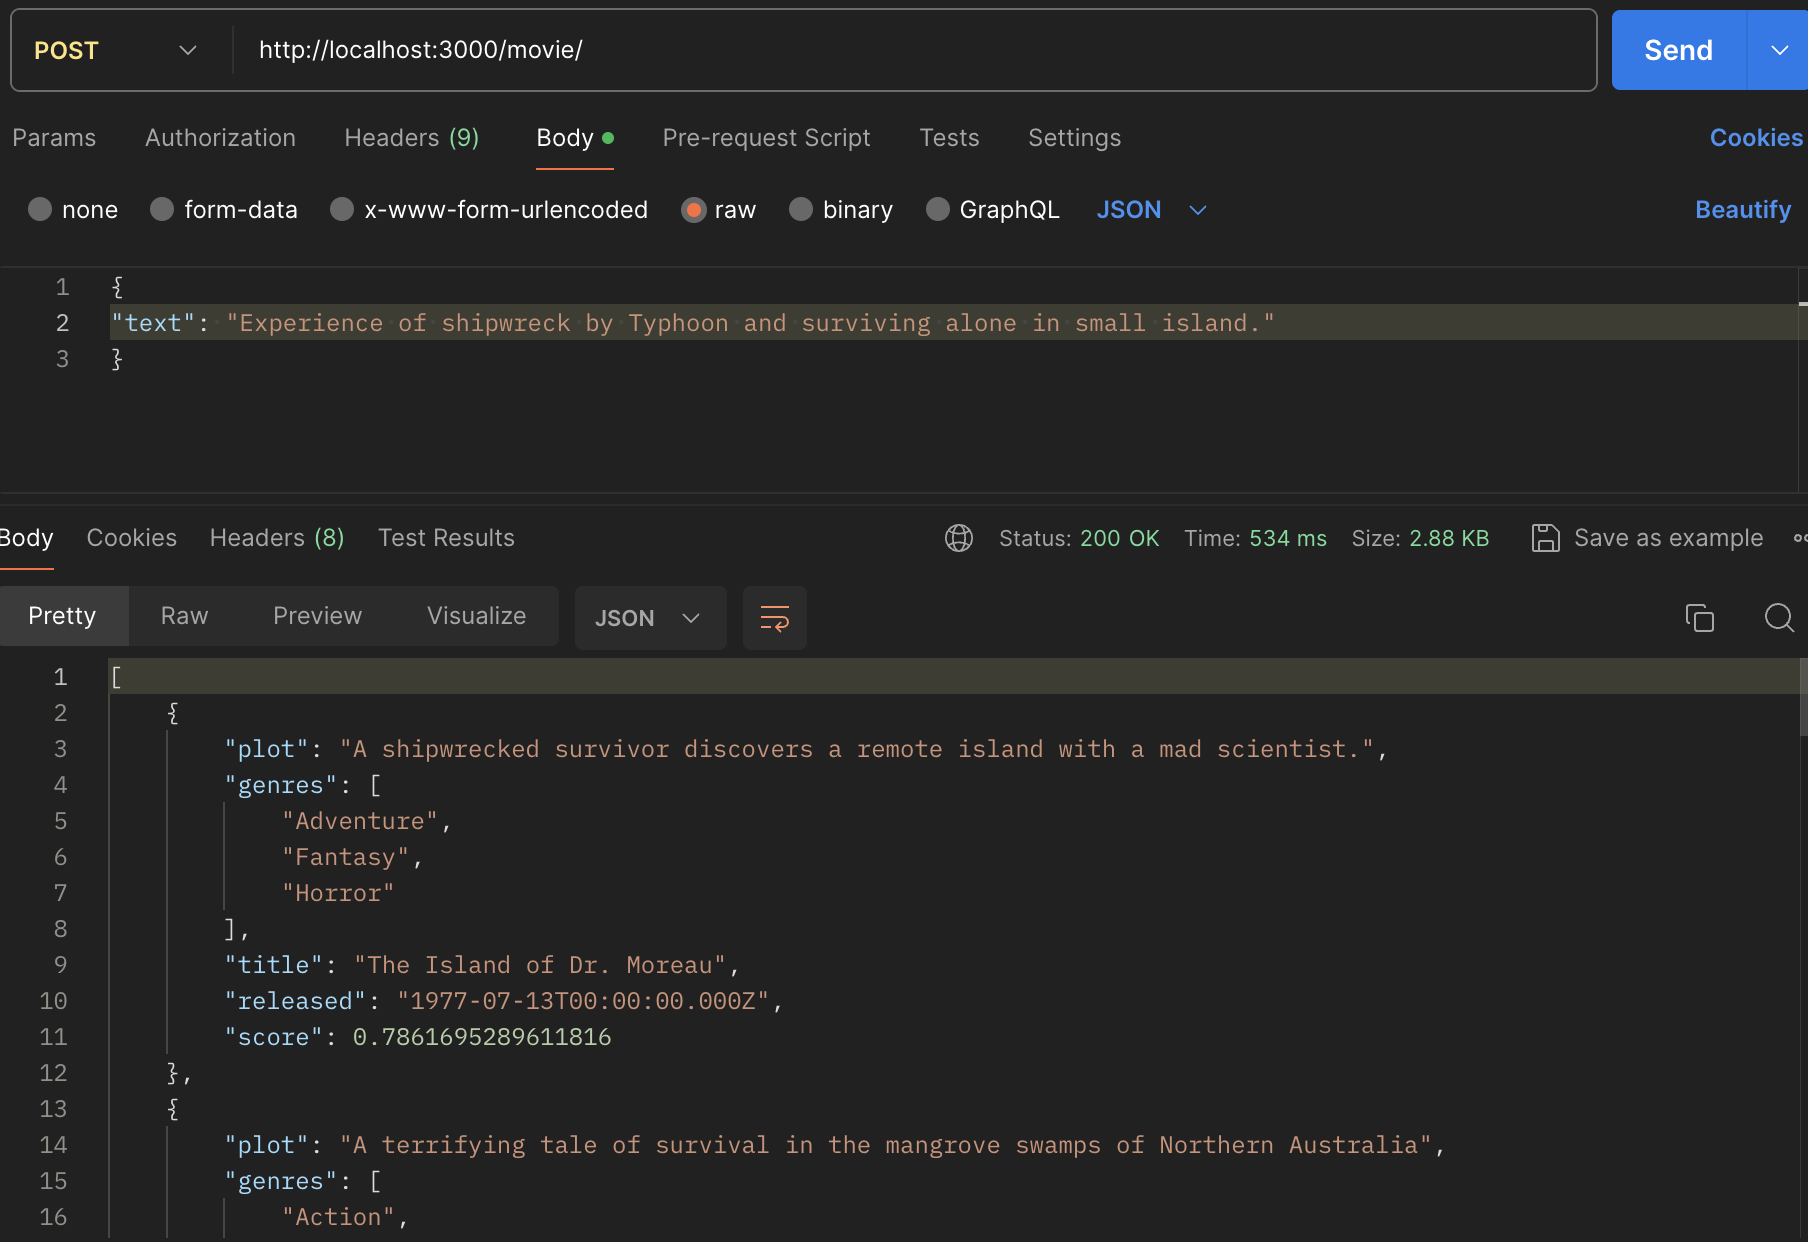 POST http://localhost:3000/movie/ Send
Params Authorization Headers (9) Body Pre-request Script Tests Settings Cookies
none form-data x-www-form-urlencoded raw binary GraphQL JSON Beautify
1 {
2 "text": "Experience of shipwreck by Typhoon and surviving alone in small island."
3 }
Body Cookies Headers (8) Test Results Status: 200 OK Time: 534 ms Size: 2.88 KB Save as example
Pretty Raw Preview Visualize JSON
1 [
2 {
3 "plot": "A shipwrecked survivor discovers a remote island with a mad scientist.",
4 "genres": [
5 "Adventure",
6 "Fantasy",
7 "Horror"
8 ],
9 "title": "The Island of Dr. Moreau",
10 "released": "1977-07-13T00:00:00.000Z",
11 "score": 0.7861695289611816
12 },
13 {
14 "plot": "A terrifying tale of survival in the mangrove swamps of Northern Australia",
15 "genres": [
16 "Action",